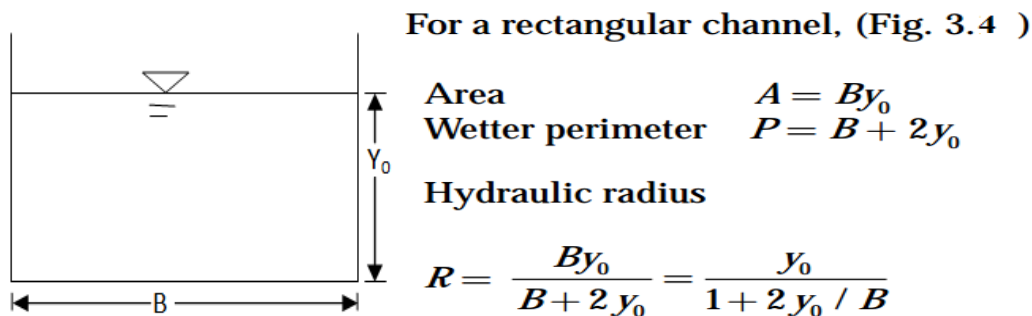 For a rectangular channel, (Fig. 3.4 )
Area A = By₀
Wetter perimeter P = B + 2y₀
Y₀
Hydraulic radius
R = By₀ / (B + 2y₀) = y₀ / (1 + 2y₀ / B)
B